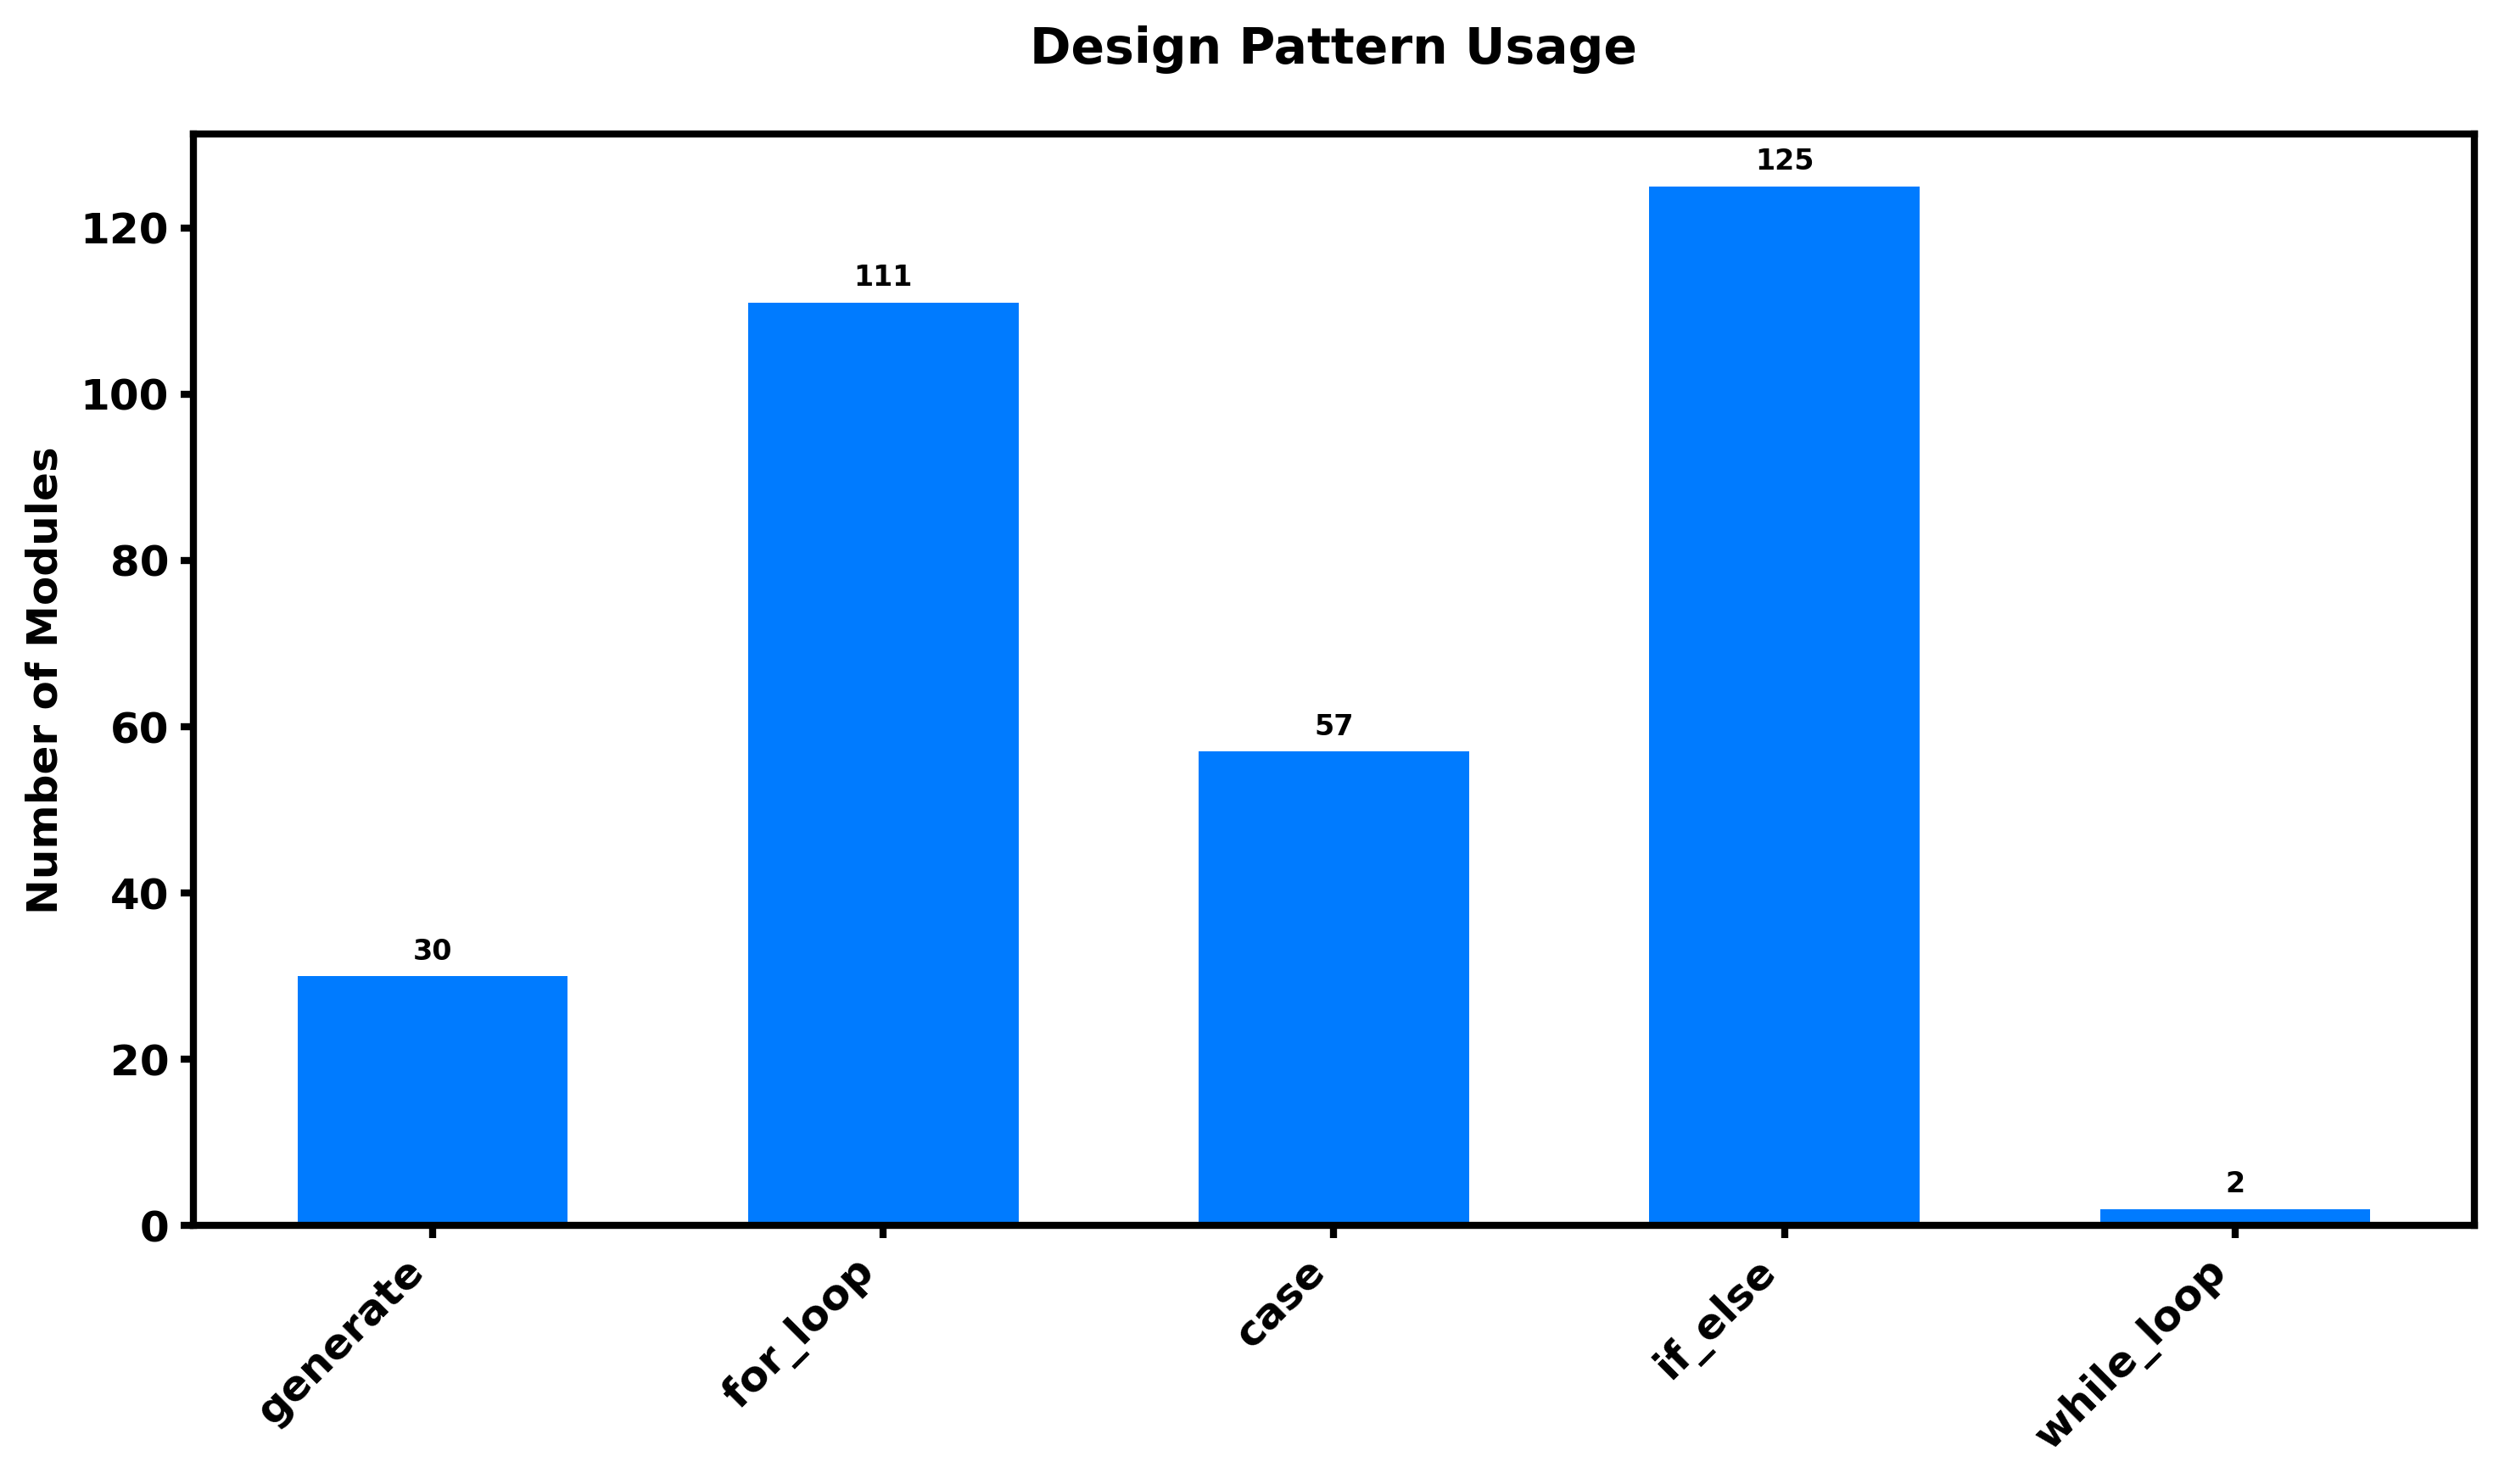 Design Pattern Usage
Number of Modules
120
100
80
60
40
20
0
30
111
57
125
2
generate
for_loop
case
if_else
while_loop